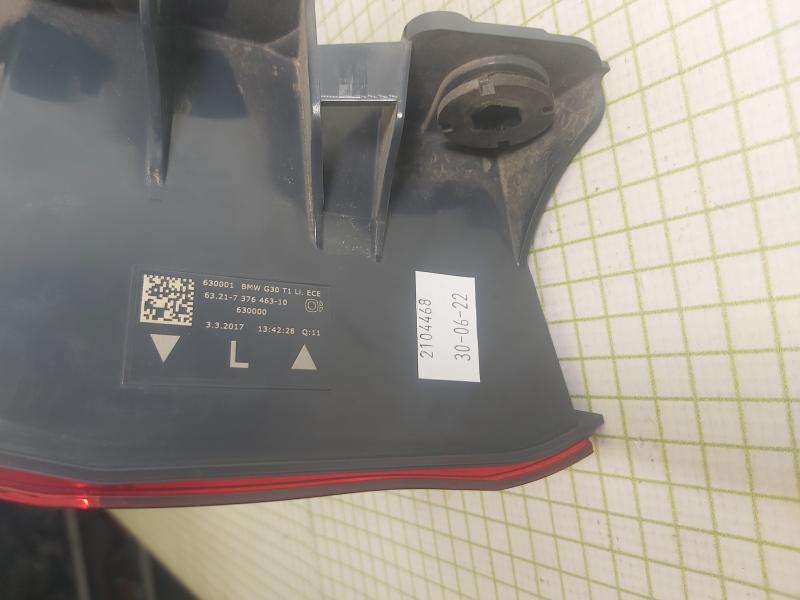 630001 BMW G30 T1 LI. ECE
63.21-7 376 463-10
630000
3.3.2017 13:42:28 Q:11
L
2104468
30-06-22